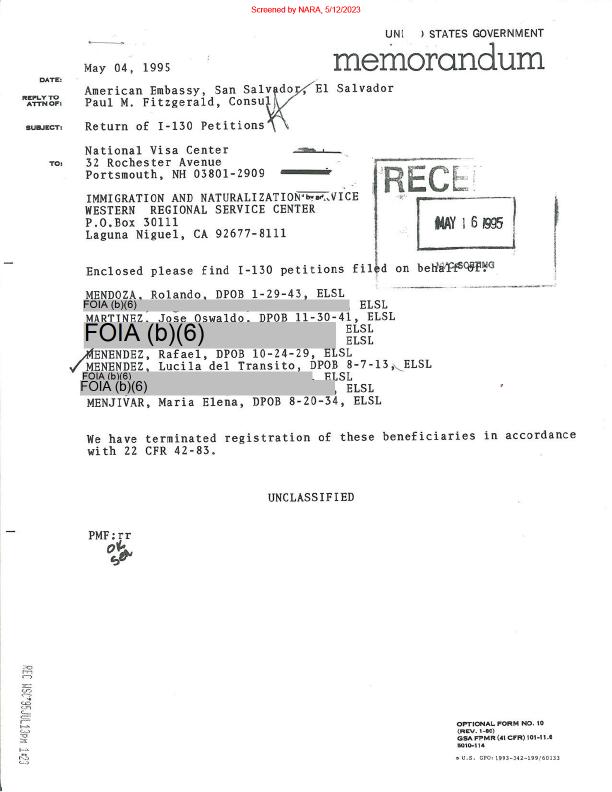 Screened by NARA, 5/12/2023
UNI ) STATES GOVERNMENT
memorandum
May 04, 1995
DATE:
American Embassy, San Salvador, El Salvador
REPLY TO
ATTN OF:
Paul M. Fitzgerald, Consul
SUBJECT:
Return of I-130 Petitions
National Visa Center
TO:
32 Rochester Avenue
Portsmouth, NH 03801-2909
IMMIGRATION AND NATURALIZATION VICE
WESTERN REGIONAL SERVICE CENTER
P.O.Box 30111
Laguna Niguel, CA 92677-8111
RECE
MAY 16 1995
Enclosed please find I-130 petitions filed on behalf of:
MENDOZA, Rolando, DPOB 1-29-43, ELSL
FOIA (b)(6) ELSL
MARTINEZ, Jose Oswaldo, DPOB 11-30-41, ELSL
FOIA (b)(6) ELSL
ELSL
MENENDEZ, Rafael, DPOB 10-24-29, ELSL
MENENDEZ, Lucila del Transito, DPOB 8-7-13, ELSL
FOIA (b)(6) ELSL
FOIA (b)(6) , ELSL
MENJIVAR, Maria Elena, DPOB 8-20-34, ELSL
We have terminated registration of these beneficiaries in accordance
with 22 CFR 42-83.
UNCLASSIFIED
PMF:rr
OK
REC WSC'95JUL13PM 1:23
OPTIONAL FORM NO. 10
(REV. 1-80)
GSA FPMR (41 CFR) 101-11.6
5010-114
U.S. GPO: 1993-342-199/60133